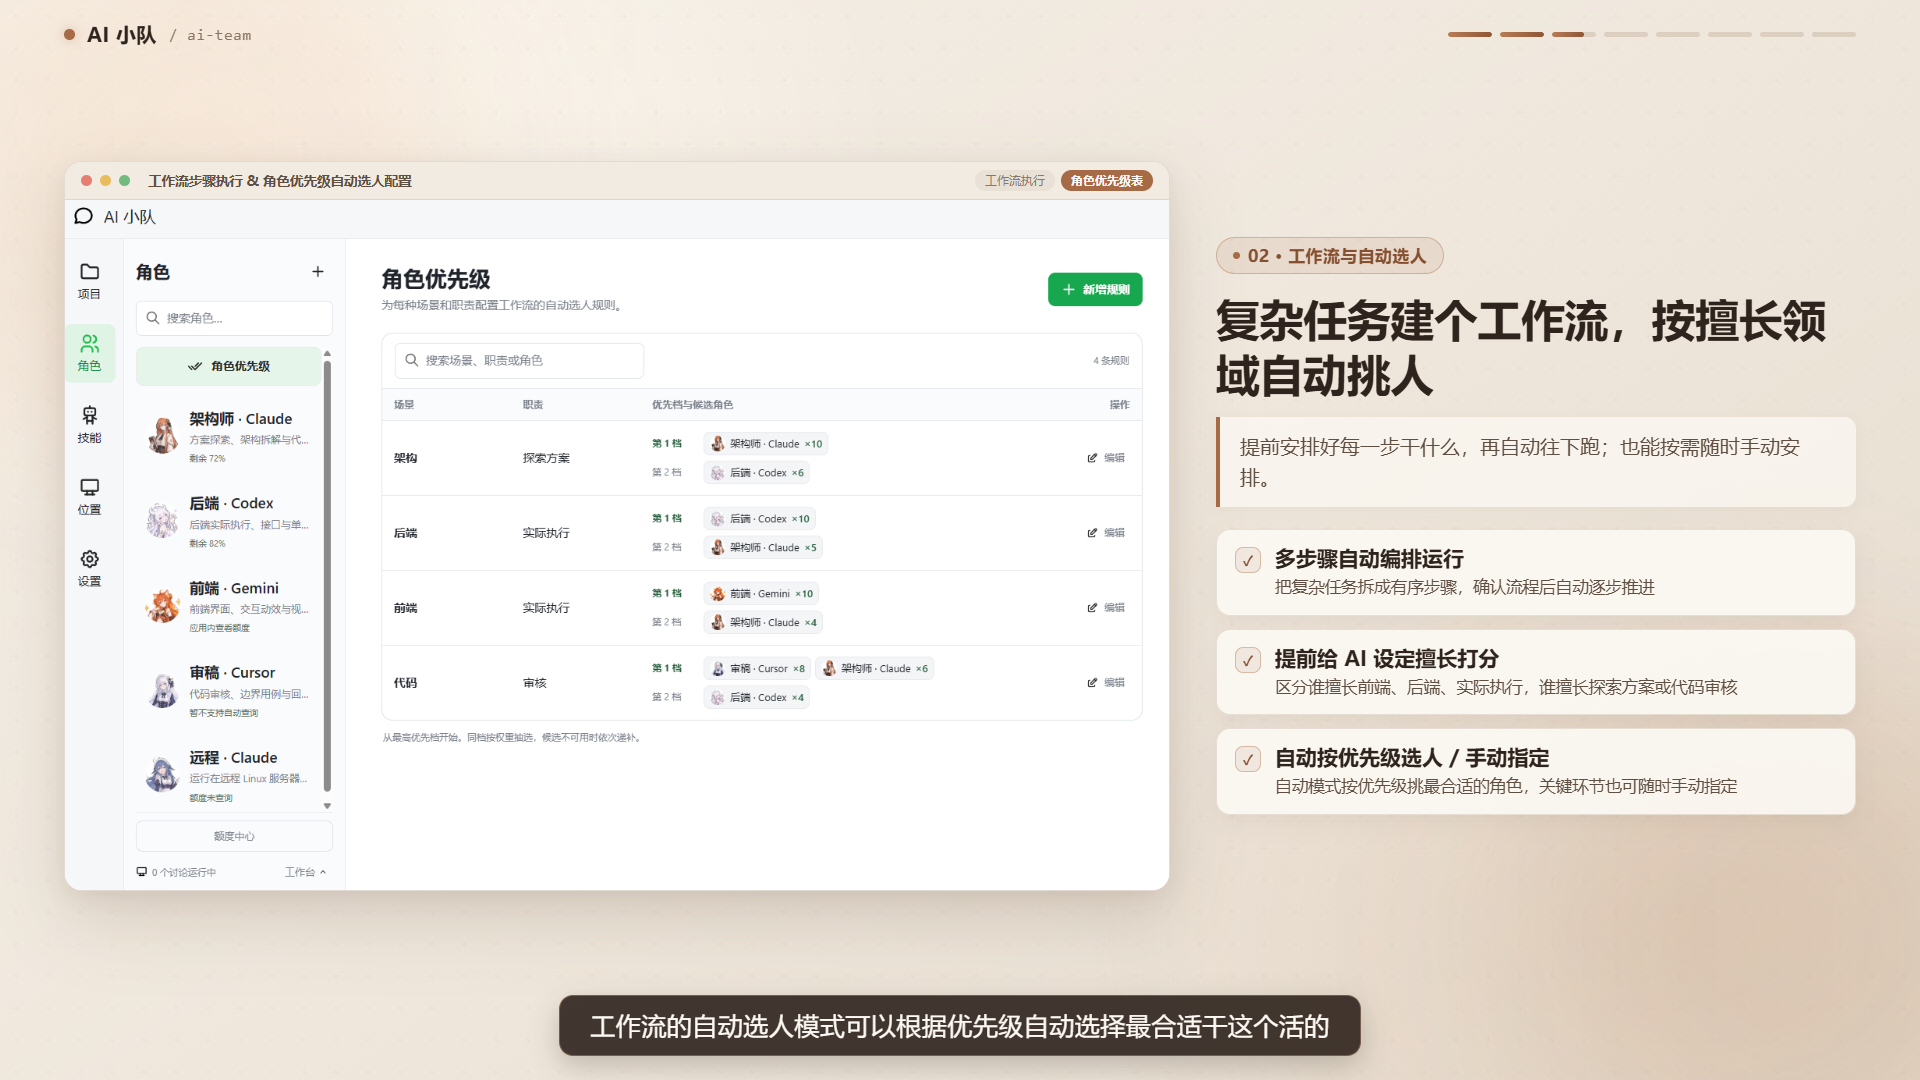 AI 小队 / ai-team
工作流步骤执行 & 角色优先级自动选人配置
工作流执行
角色优先级表
AI 小队
项目
角色
技能
位置
设置
角色
搜索角色...
角色优先级
架构师 · Claude
方案探索、架构拆解与代...
剩余 72%
后端 · Codex
后端实际执行、接口与单...
剩余 82%
前端 · Gemini
前端界面、交互动效与视...
应用内查看额度
审稿 · Cursor
代码审核、边界用例与回...
暂不支持自动查询
远程 · Claude
运行在远程 Linux 服务器...
额度未查询
额度中心
0 个讨论运行中
工作台
角色优先级
为每种场景和职责配置工作流的自动选人规则。
新增规则
搜索场景、职责或角色
4 条规则
场景 职责 优先档与候选角色 操作
架构 探索方案 第 1 档 架构师 · Claude ×10 编辑
第 2 档 后端 · Codex ×6
后端 实际执行 第 1 档 后端 · Codex ×10 编辑
第 2 档 架构师 · Claude ×5
前端 实际执行 第 1 档 前端 · Gemini ×10 编辑
第 2 档 架构师 · Claude ×4
代码 审核 第 1 档 审稿 · Cursor ×8 架构师 · Claude ×6 编辑
第 2 档 后端 · Codex ×4
从最高优先档开始。同档按权重抽选，候选不可用时依次递补。
02 · 工作流与自动选人
复杂任务建个工作流，按擅长领
域自动挑人
提前安排好每一步干什么，再自动往下跑；也能按需随时手动安
排。
多步骤自动编排运行
把复杂任务拆成有序步骤，确认流程后自动逐步推进
提前给 AI 设定擅长打分
区分谁擅长前端、后端、实际执行，谁擅长探索方案或代码审核
自动按优先级选人 / 手动指定
自动模式按优先级挑最合适的角色，关键环节也可随时手动指定
工作流的自动选人模式可以根据优先级自动选择最合适干这个活的